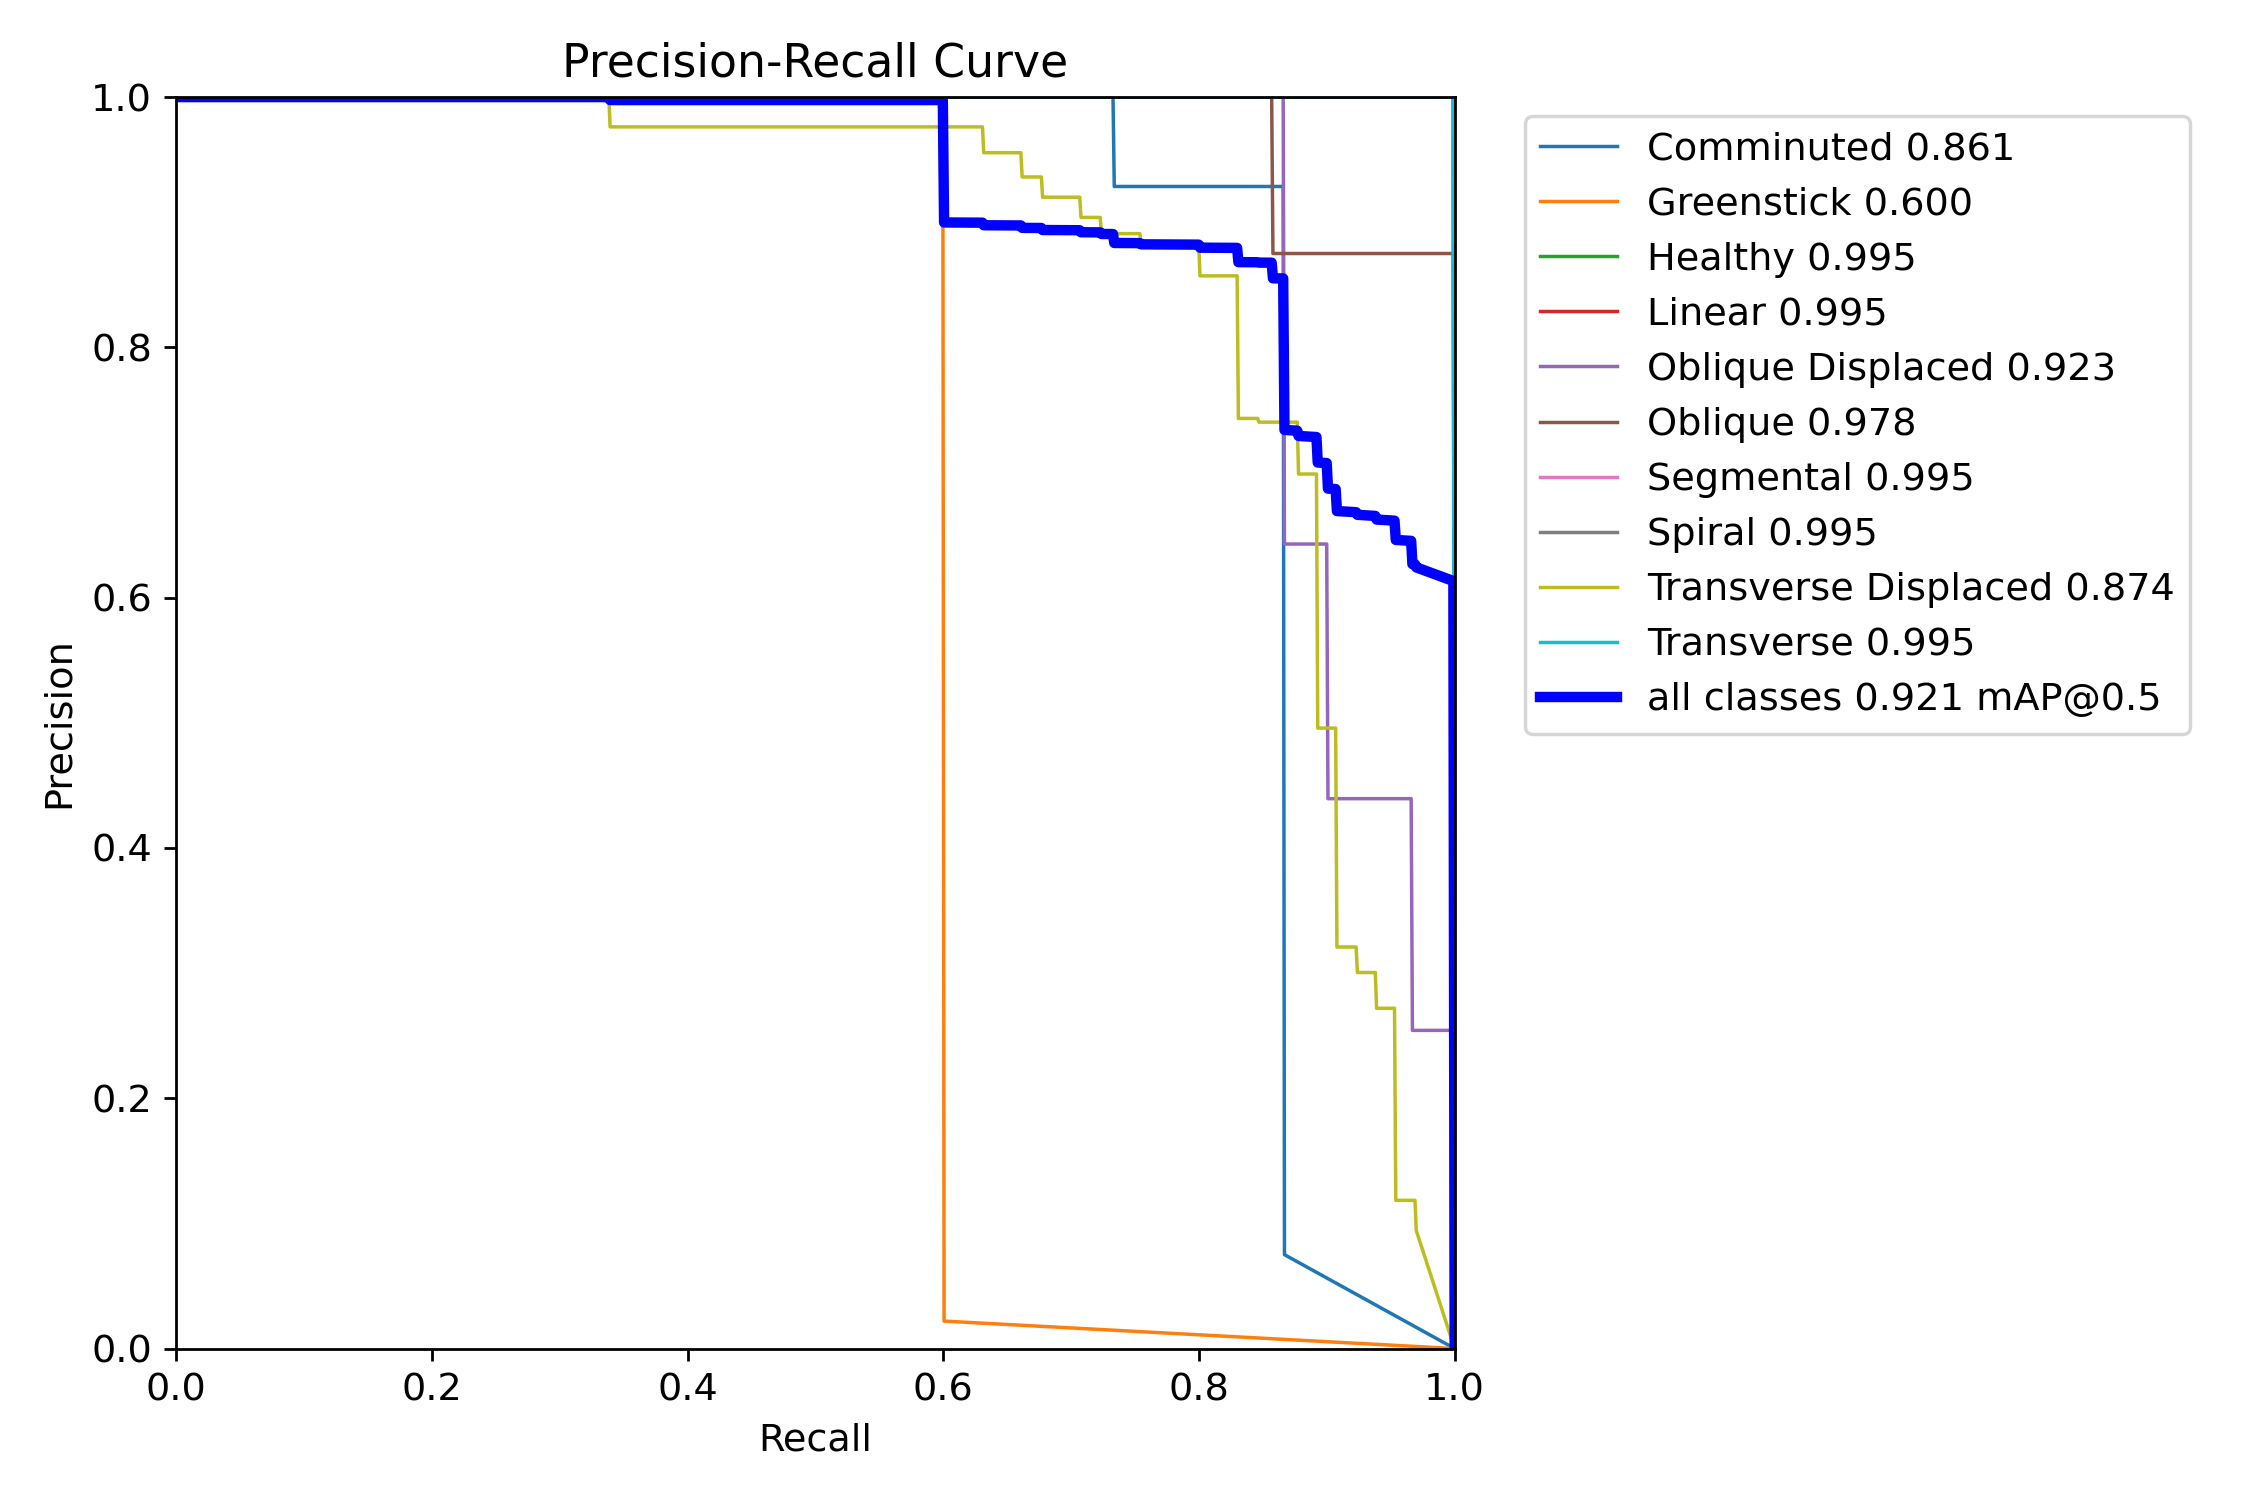 Precision-Recall Curve
1.0
0.8
0.6
0.4
0.2
0.0
Precision
0.0 0.2 0.4 0.6 0.8 1.0
Recall
Comminuted 0.861
Greenstick 0.600
Healthy 0.995
Linear 0.995
Oblique Displaced 0.923
Oblique 0.978
Segmental 0.995
Spiral 0.995
Transverse Displaced 0.874
Transverse 0.995
all classes 0.921 mAP@0.5